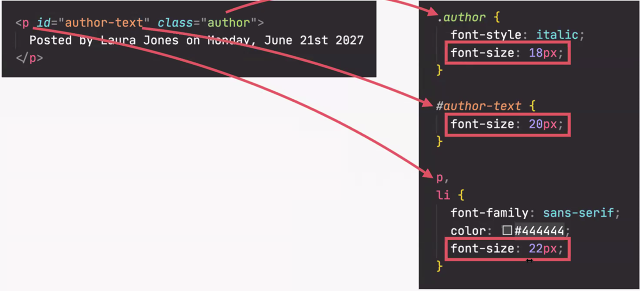 <p id="author-text" class="author">
Posted by Laura Jones on Monday, June 21st 2027
</p>
.author {
font-style: italic;
font-size: 18px;
}
#author-text {
font-size: 20px;
}
p,
li {
font-family: sans-serif;
color: #444444;
font-size: 22px;
}